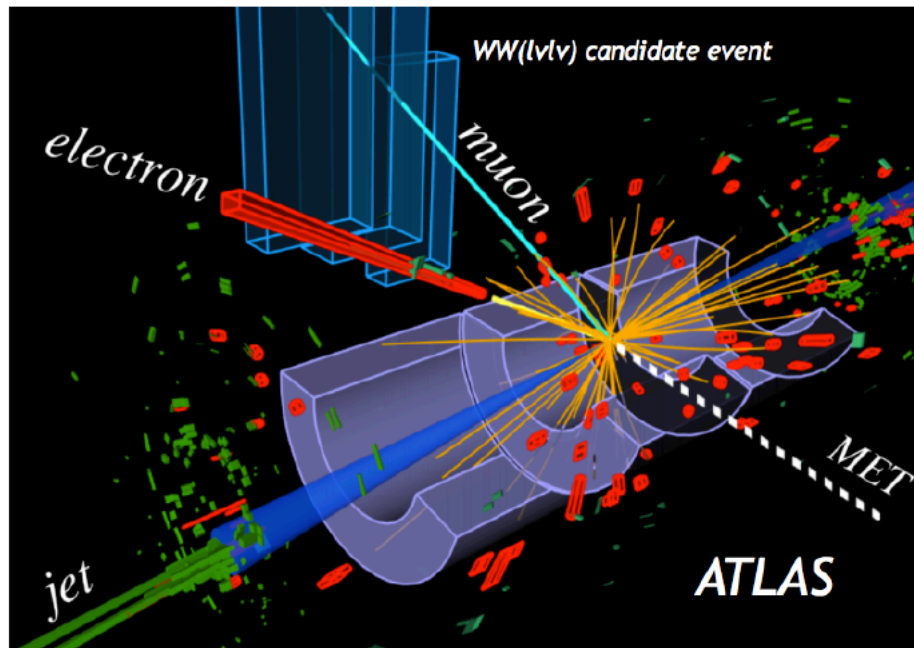 WW(lvlv) candidate event
electron
muon
MET
jet
ATLAS